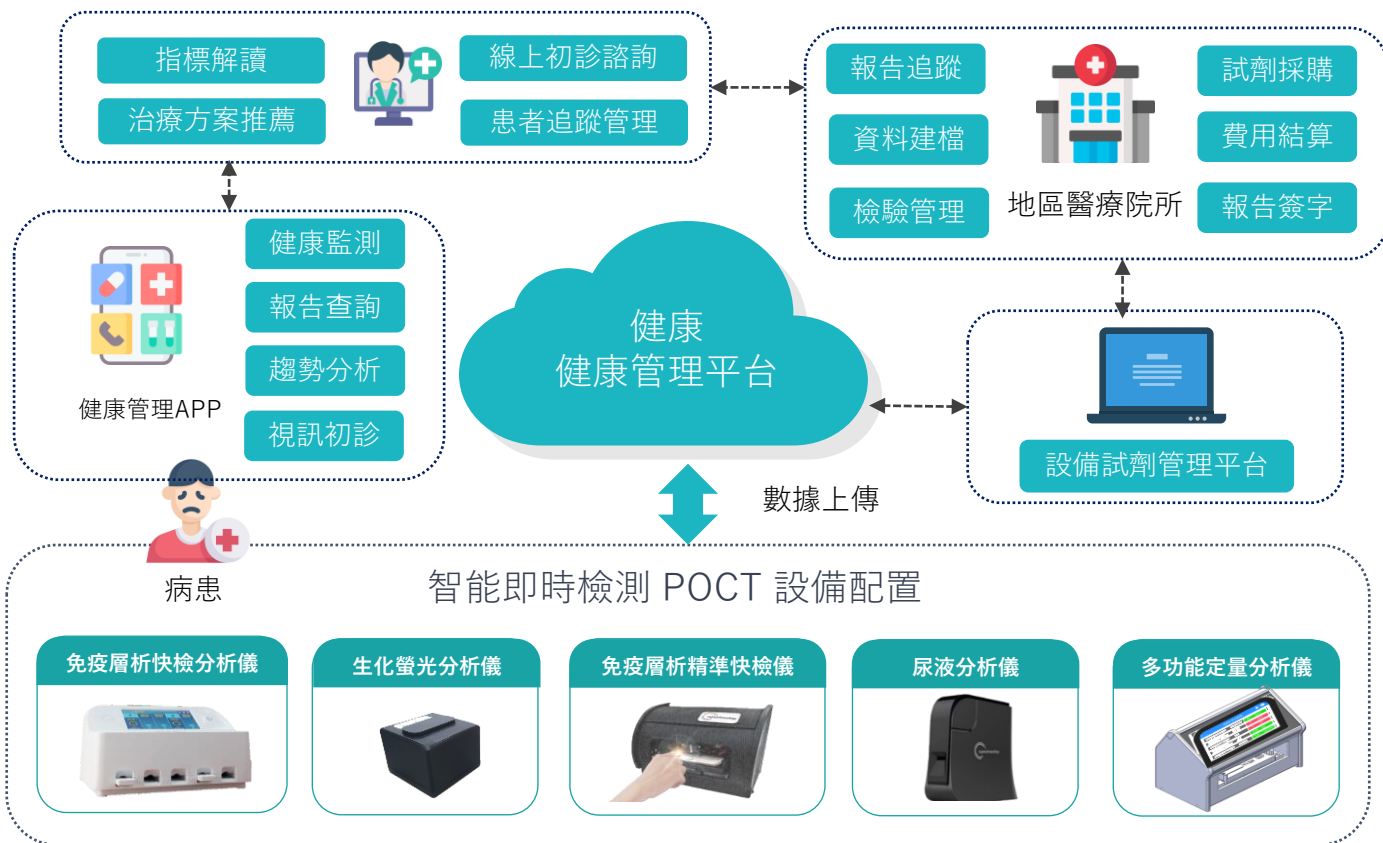 指標解讀
線上初診諮詢
治療方案推薦
患者追蹤管理
報告追蹤
試劑採購
資料建檔
費用結算
檢驗管理
地區醫療院所
報告簽字
健康監測
報告查詢
趨勢分析
視訊初診
健康管理APP
健康
健康管理平台
設備試劑管理平台
數據上傳
病患
智能即時檢測 POCT 設備配置
免疫層析快檢分析儀
生化螢光分析儀
免疫層析精準快檢儀
尿液分析儀
多功能定量分析儀